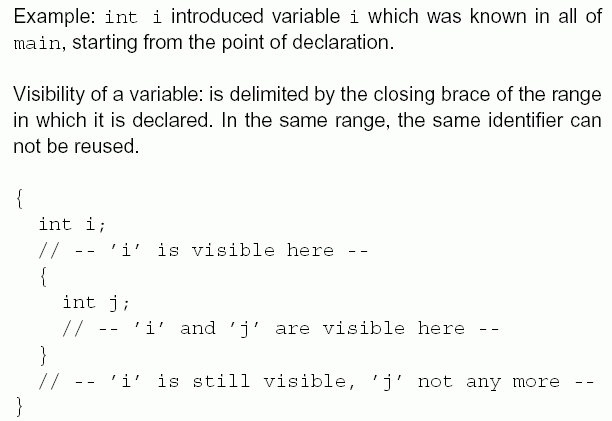 Example: int i introduced variable i which was known in all of
main, starting from the point of declaration.
Visibility of a variable: is delimited by the closing brace of the range
in which it is declared. In the same range, the same identifier can
not be reused.
{
int i;
// -- ’i’ is visible here --
{
int j;
// -- ’i’ and ’j’ are visible here --
}
// -- ’i’ is still visible, ’j’ not any more --
}